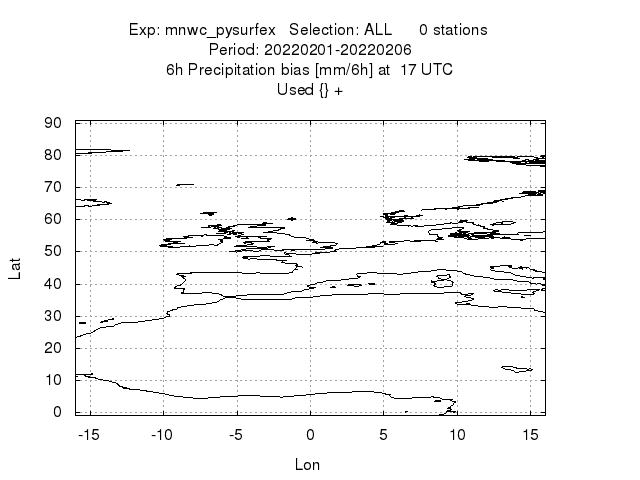 Exp: mnwc_pysurfex   Selection: ALL      0 stations
Period: 20220201-20220206
6h Precipitation bias [mm/6h] at  17 UTC
Used {} +
90
80
70
60
50
40
30
20
10
0
Lat
-15 -10 -5 0 5 10 15
Lon